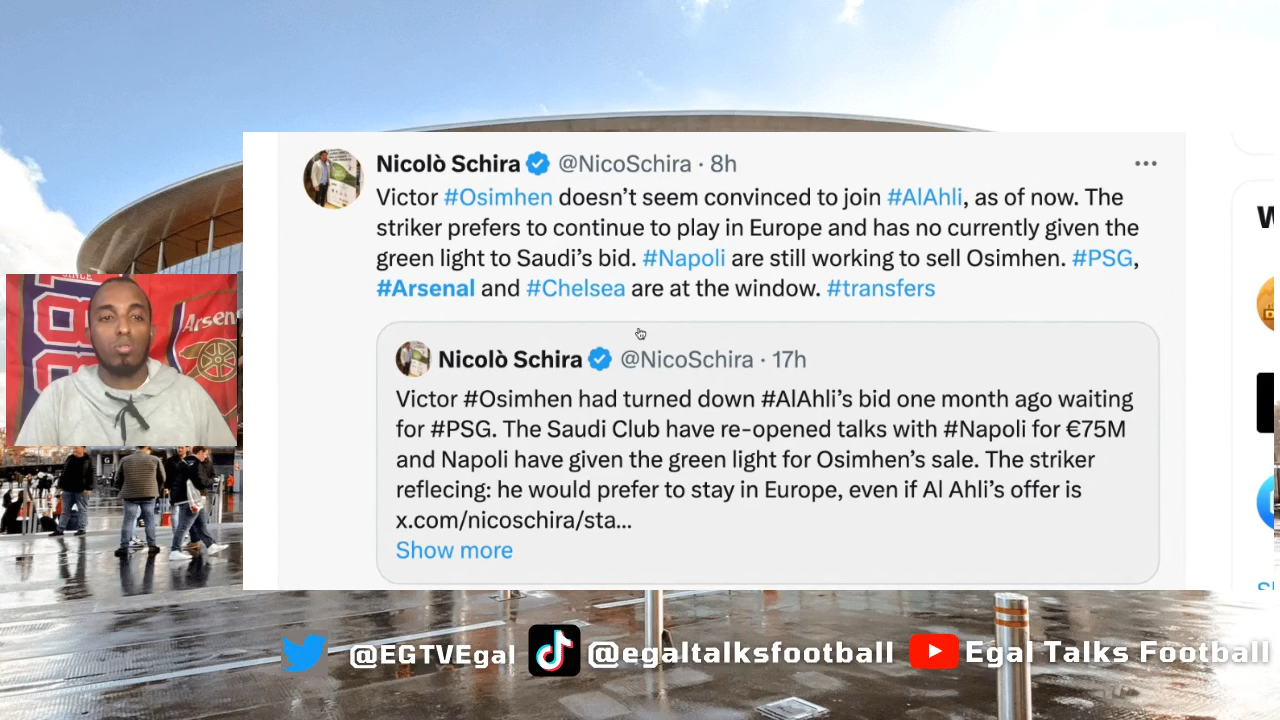 Nicolò Schira @NicoSchira · 8h
Victor #Osimhen doesn't seem convinced to join #AlAhli, as of now. The
striker prefers to continue to play in Europe and has no currently given the
green light to Saudi's bid. #Napoli are still working to sell Osimhen. #PSG,
#Arsenal and #Chelsea are at the window. #transfers
Nicolò Schira @NicoSchira · 17h
Victor #Osimhen had turned down #AlAhli's bid one month ago waiting
for #PSG. The Saudi Club have re-opened talks with #Napoli for €75M
and Napoli have given the green light for Osimhen's sale. The striker
reflecing: he would prefer to stay in Europe, even if Al Ahli's offer is
x.com/nicoschira/sta...
Show more
Arsen
@EGTVEgal @egaltalksfootball Egal Talks Football